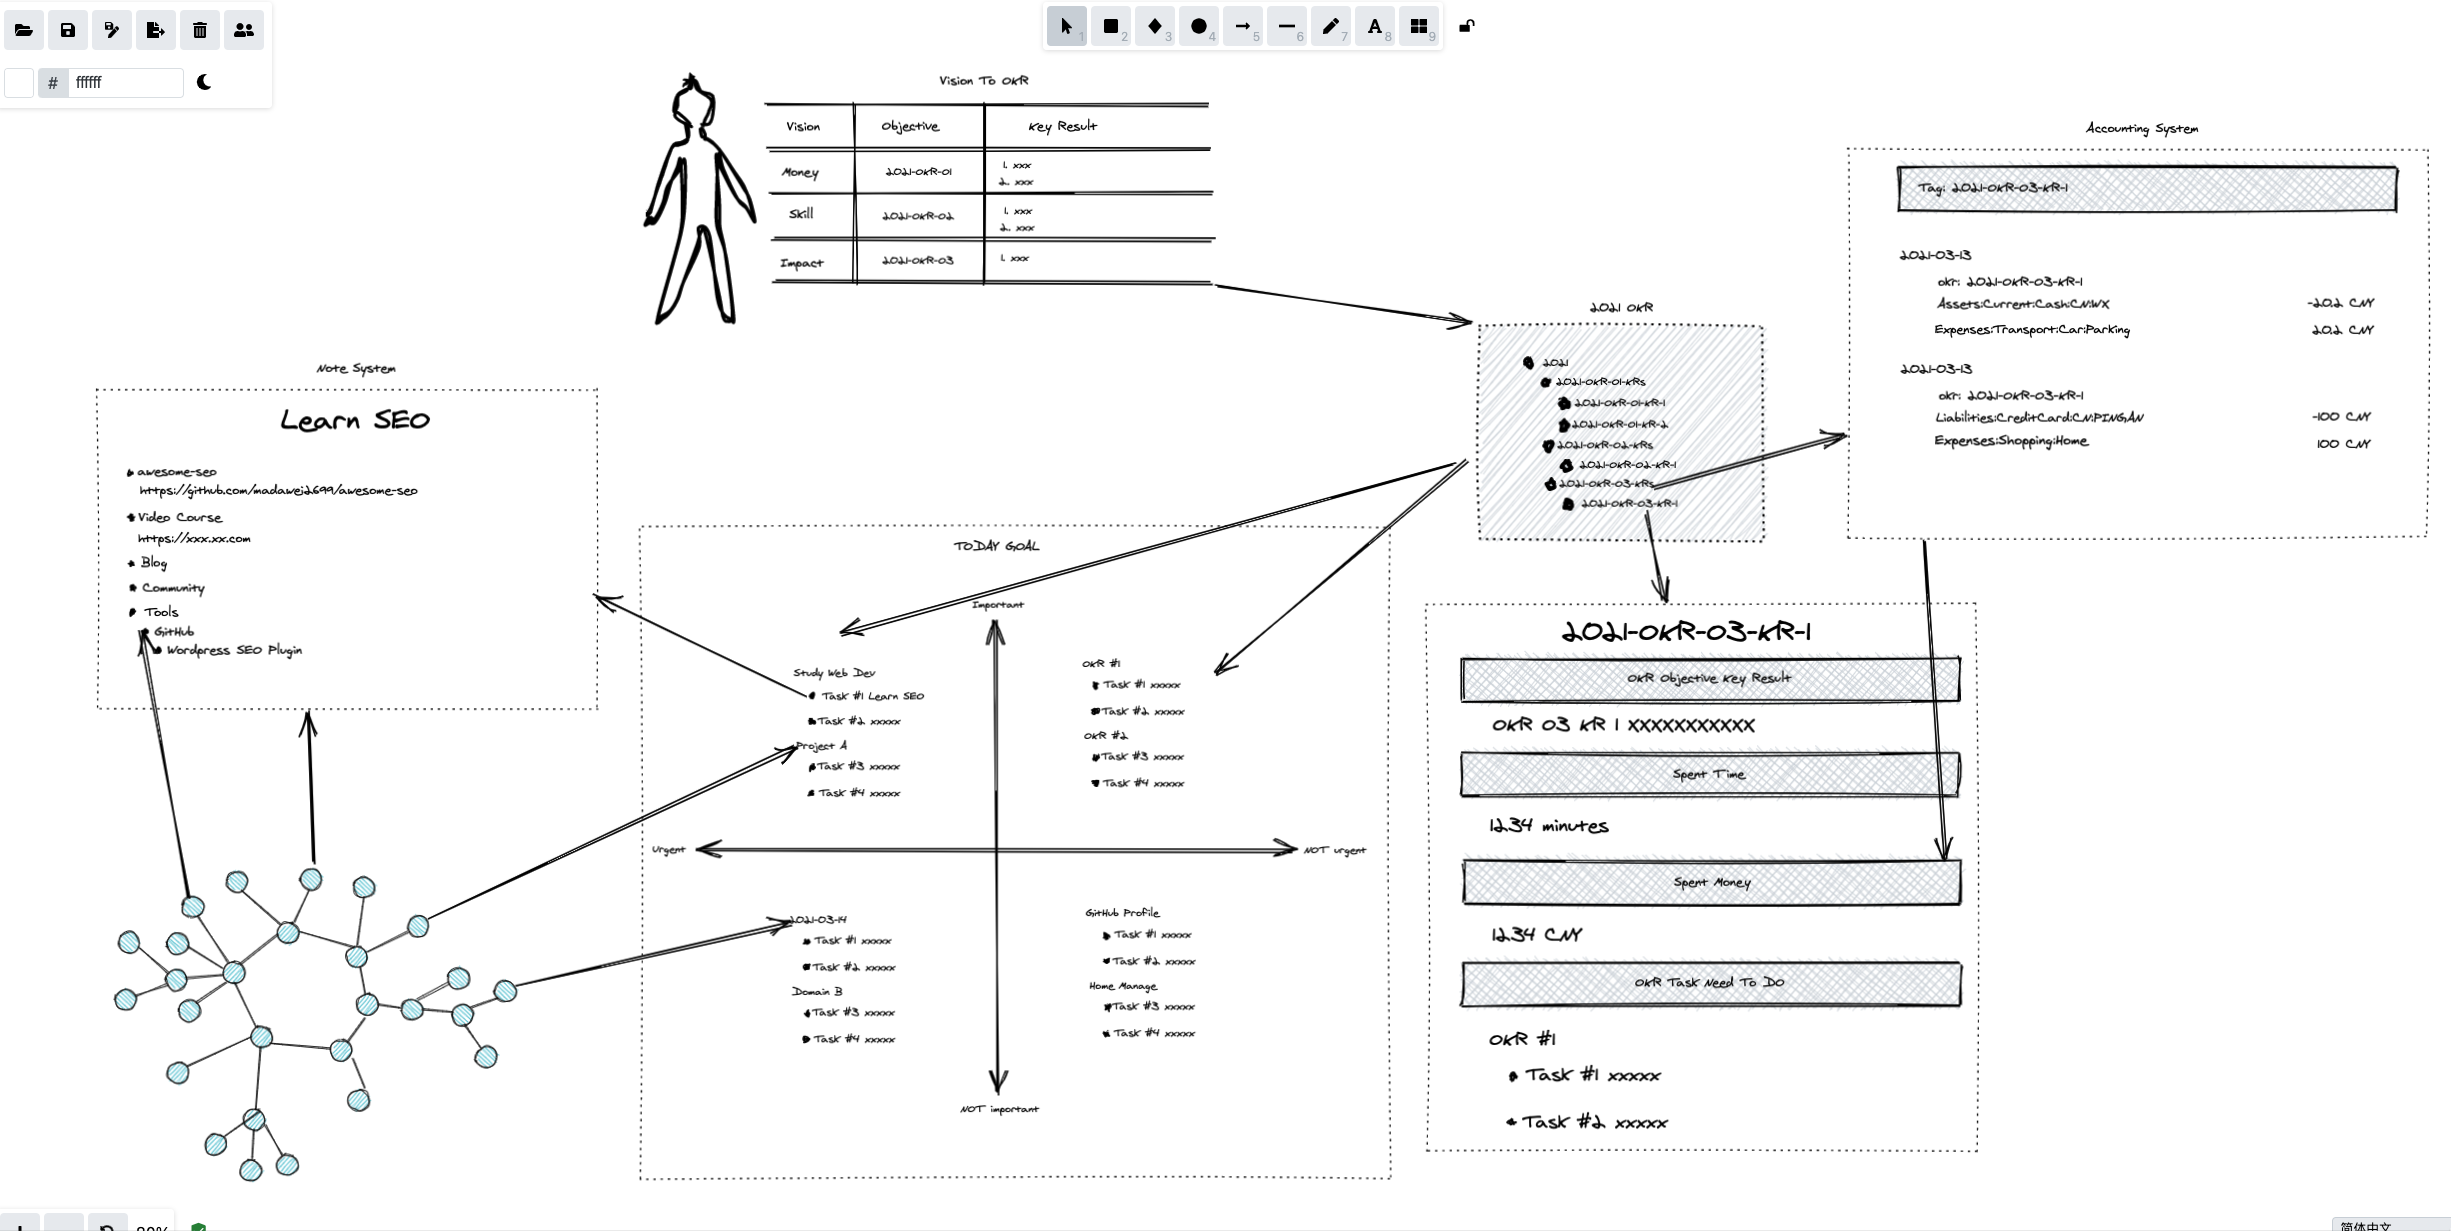 # ffffff
1
2
3
4
5
6
7
A 8
9
Vision To OKR
Vision Objective Key Result
Money 2021-OKR-01 1. xxx
2. xxx
Skill 2021-OKR-02 1. xxx
2. xxx
Impact 2021-OKR-03 1. xxx
Accounting System
Tag: 2021-OKR-03-KR-1
2021-03-13
okr: 2021-OKR-03-KR-1
Assets:Current:Cash:CN:WX -20.2 CNY
Expenses:Transport:Car:Parking 20.2 CNY
2021-03-13
okr: 2021-OKR-03-KR-1
Liabilities:CreditCard:CN:PINGAN -100 CNY
Expenses:Shopping:Home 100 CNY
2021 OKR
2021
2021-OKR-01-KRs
2021-OKR-01-KR-1
2021-OKR-01-KR-2
2021-OKR-02-KRs
2021-OKR-02-KR-1
2021-OKR-03-KRs
2021-OKR-03-KR-1
Note System
Learn SEO
awesome-seo
https://github.com/madawei2699/awesome-seo
Video Course
https://xxx.xx.com
Blog
Community
Tools
GitHub
Wordpress SEO Plugin
TODAY GOAL
Important
Study Web Dev
Task #1 Learn SEO
Task #2 xxxxx
Project A
Task #3 xxxxx
Task #4 xxxxx
OKR #1
Task #1 xxxxx
Task #2 xxxxx
OKR #2
Task #3 xxxxx
Task #4 xxxxx
Urgent
NOT urgent
2021-03-14
Task #1 xxxxx
Task #2 xxxxx
Domain B
Task #3 xxxxx
Task #4 xxxxx
GitHub Profile
Task #1 xxxxx
Task #2 xxxxx
Home Manage
Task #3 xxxxx
Task #4 xxxxx
NOT important
2021-OKR-03-KR-1
OKR Objective Key Result
OKR 03 KR 1 XXXXXXXXXXX
Spent Time
1234 minutes
Spent Money
1234 CNY
OKR Task Need To Do
OKR #1
Task #1 xxxxx
Task #2 xxxxx
简体中文